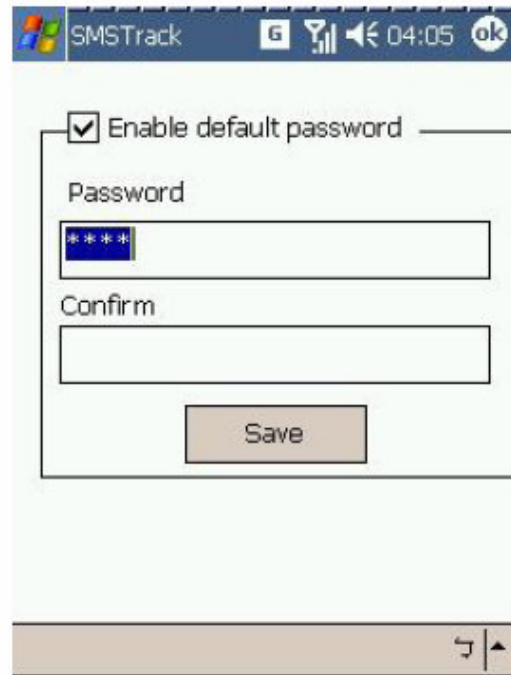 SMSTrack G 04:05 ok
Enable default password
Password
****
Confirm
Save